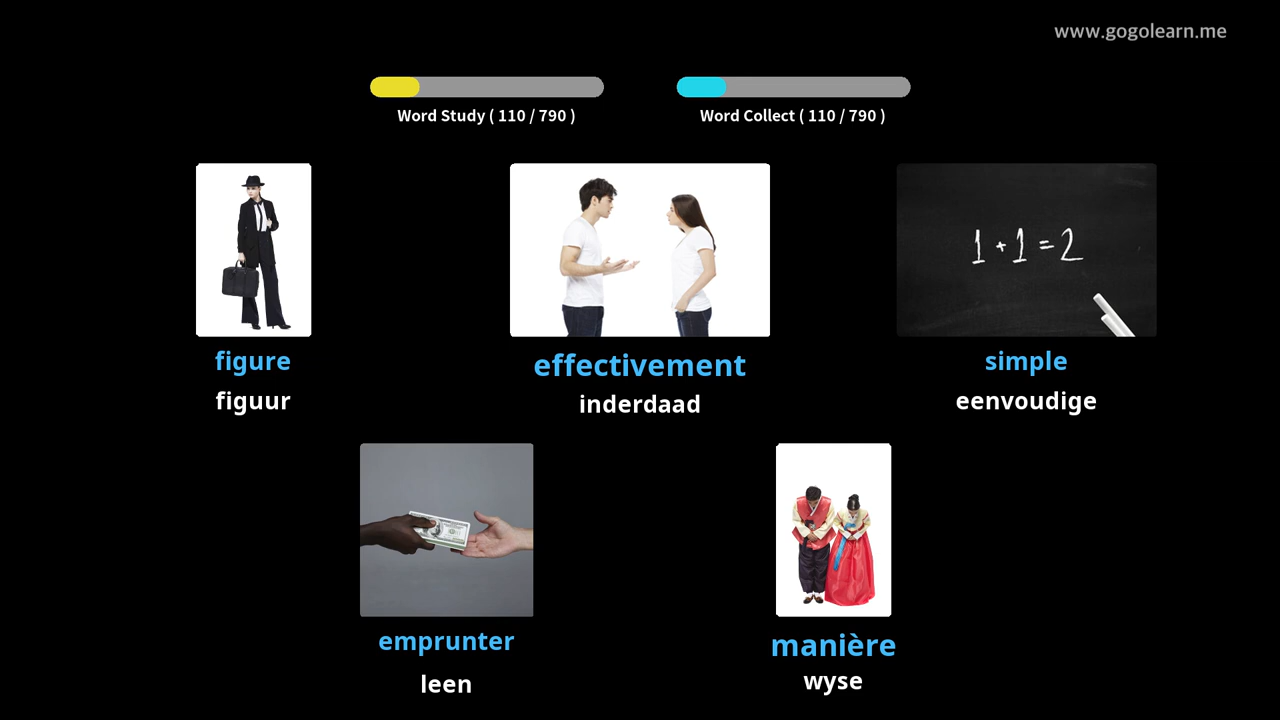 www.gogolearn.me
Word Study ( 110 / 790 )
Word Collect ( 110 / 790 )
1 + 1 = 2
figure
figuur
effectivement
inderdaad
simple
eenvoudige
emprunter
leen
manière
wyse